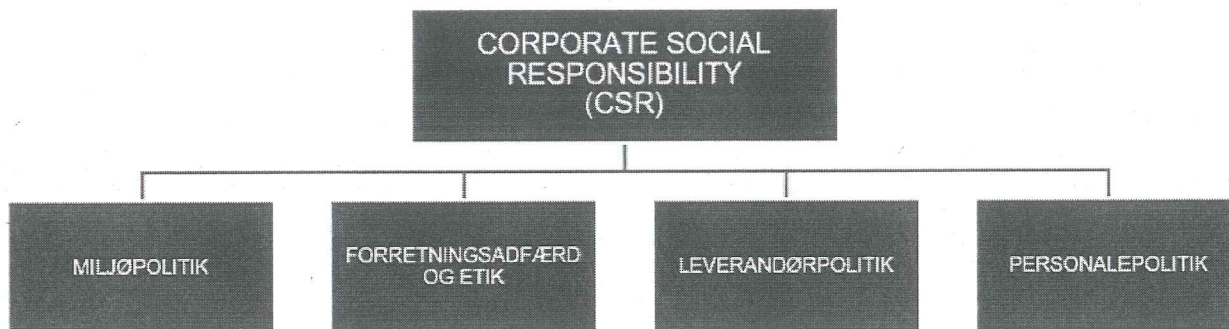 CORPORATE SOCIAL
RESPONSIBILITY
(CSR)
MILJØPOLITIK
FORRETNINGSADFÆRD
OG ETIK
LEVERANDØRPOLITIK
PERSONALEPOLITIK